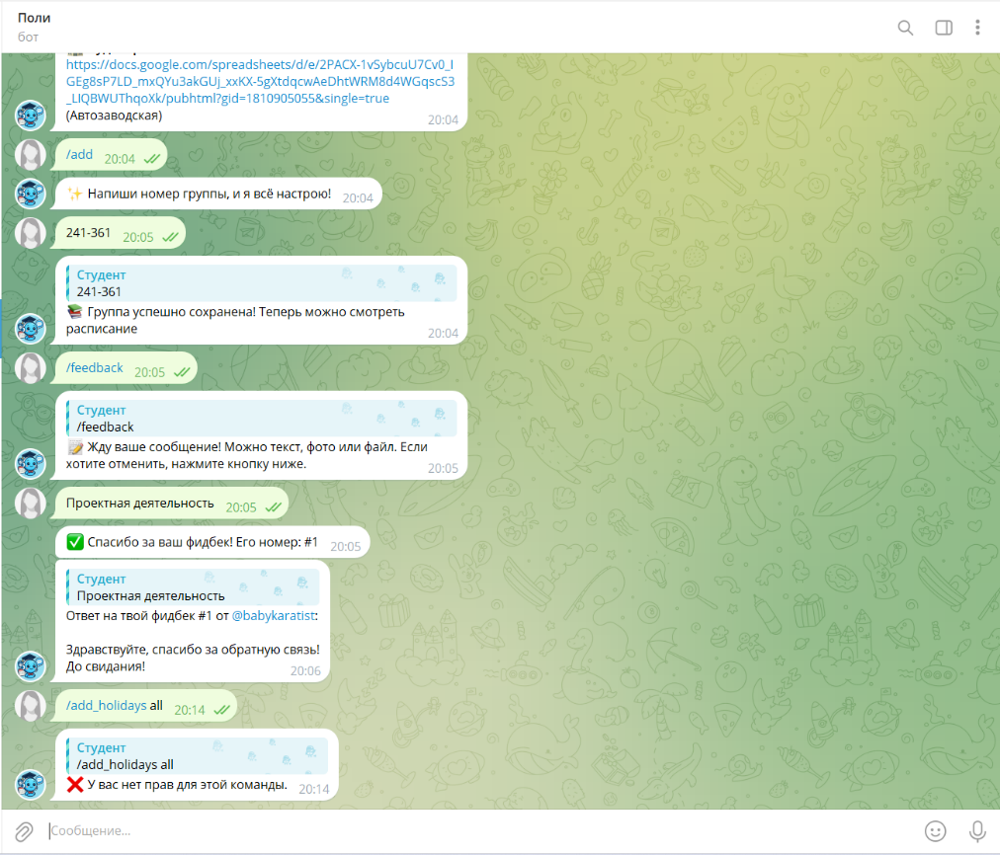 Поли
бот
https://docs.google.com/spreadsheets/d/e/2PACX-1vSybcuU7Cv0_I
GEg8sP7LD_mxQYu3akGUj_xxKX-5gXtdqcwAeDhtWRM8d4WGqscS3
_LIQBWUThqoXk/pubhtml?gid=1810905055&single=true
(Автозаводская)
20:04
/add 20:04
✨ Напиши номер группы, и я всё настрою! 20:04
241-361 20:05
Студент
241-361
📚 Группа успешно сохранена! Теперь можно смотреть
расписание
20:04
/feedback 20:05
Студент
/feedback
📝 Жду ваше сообщение! Можно текст, фото или файл. Если
хотите отменить, нажмите кнопку ниже.
20:05
Проектная деятельность 20:05
✅ Спасибо за ваш фидбек! Его номер: #1 20:05
Студент
Проектная деятельность
Ответ на твой фидбек #1 от @babykaratist:
Здравствуйте, спасибо за обратную связь!
До свидания!
20:06
/add_holidays all 20:14
Студент
/add_holidays all
❌ У вас нет прав для этой команды. 20:14
Сообщение...